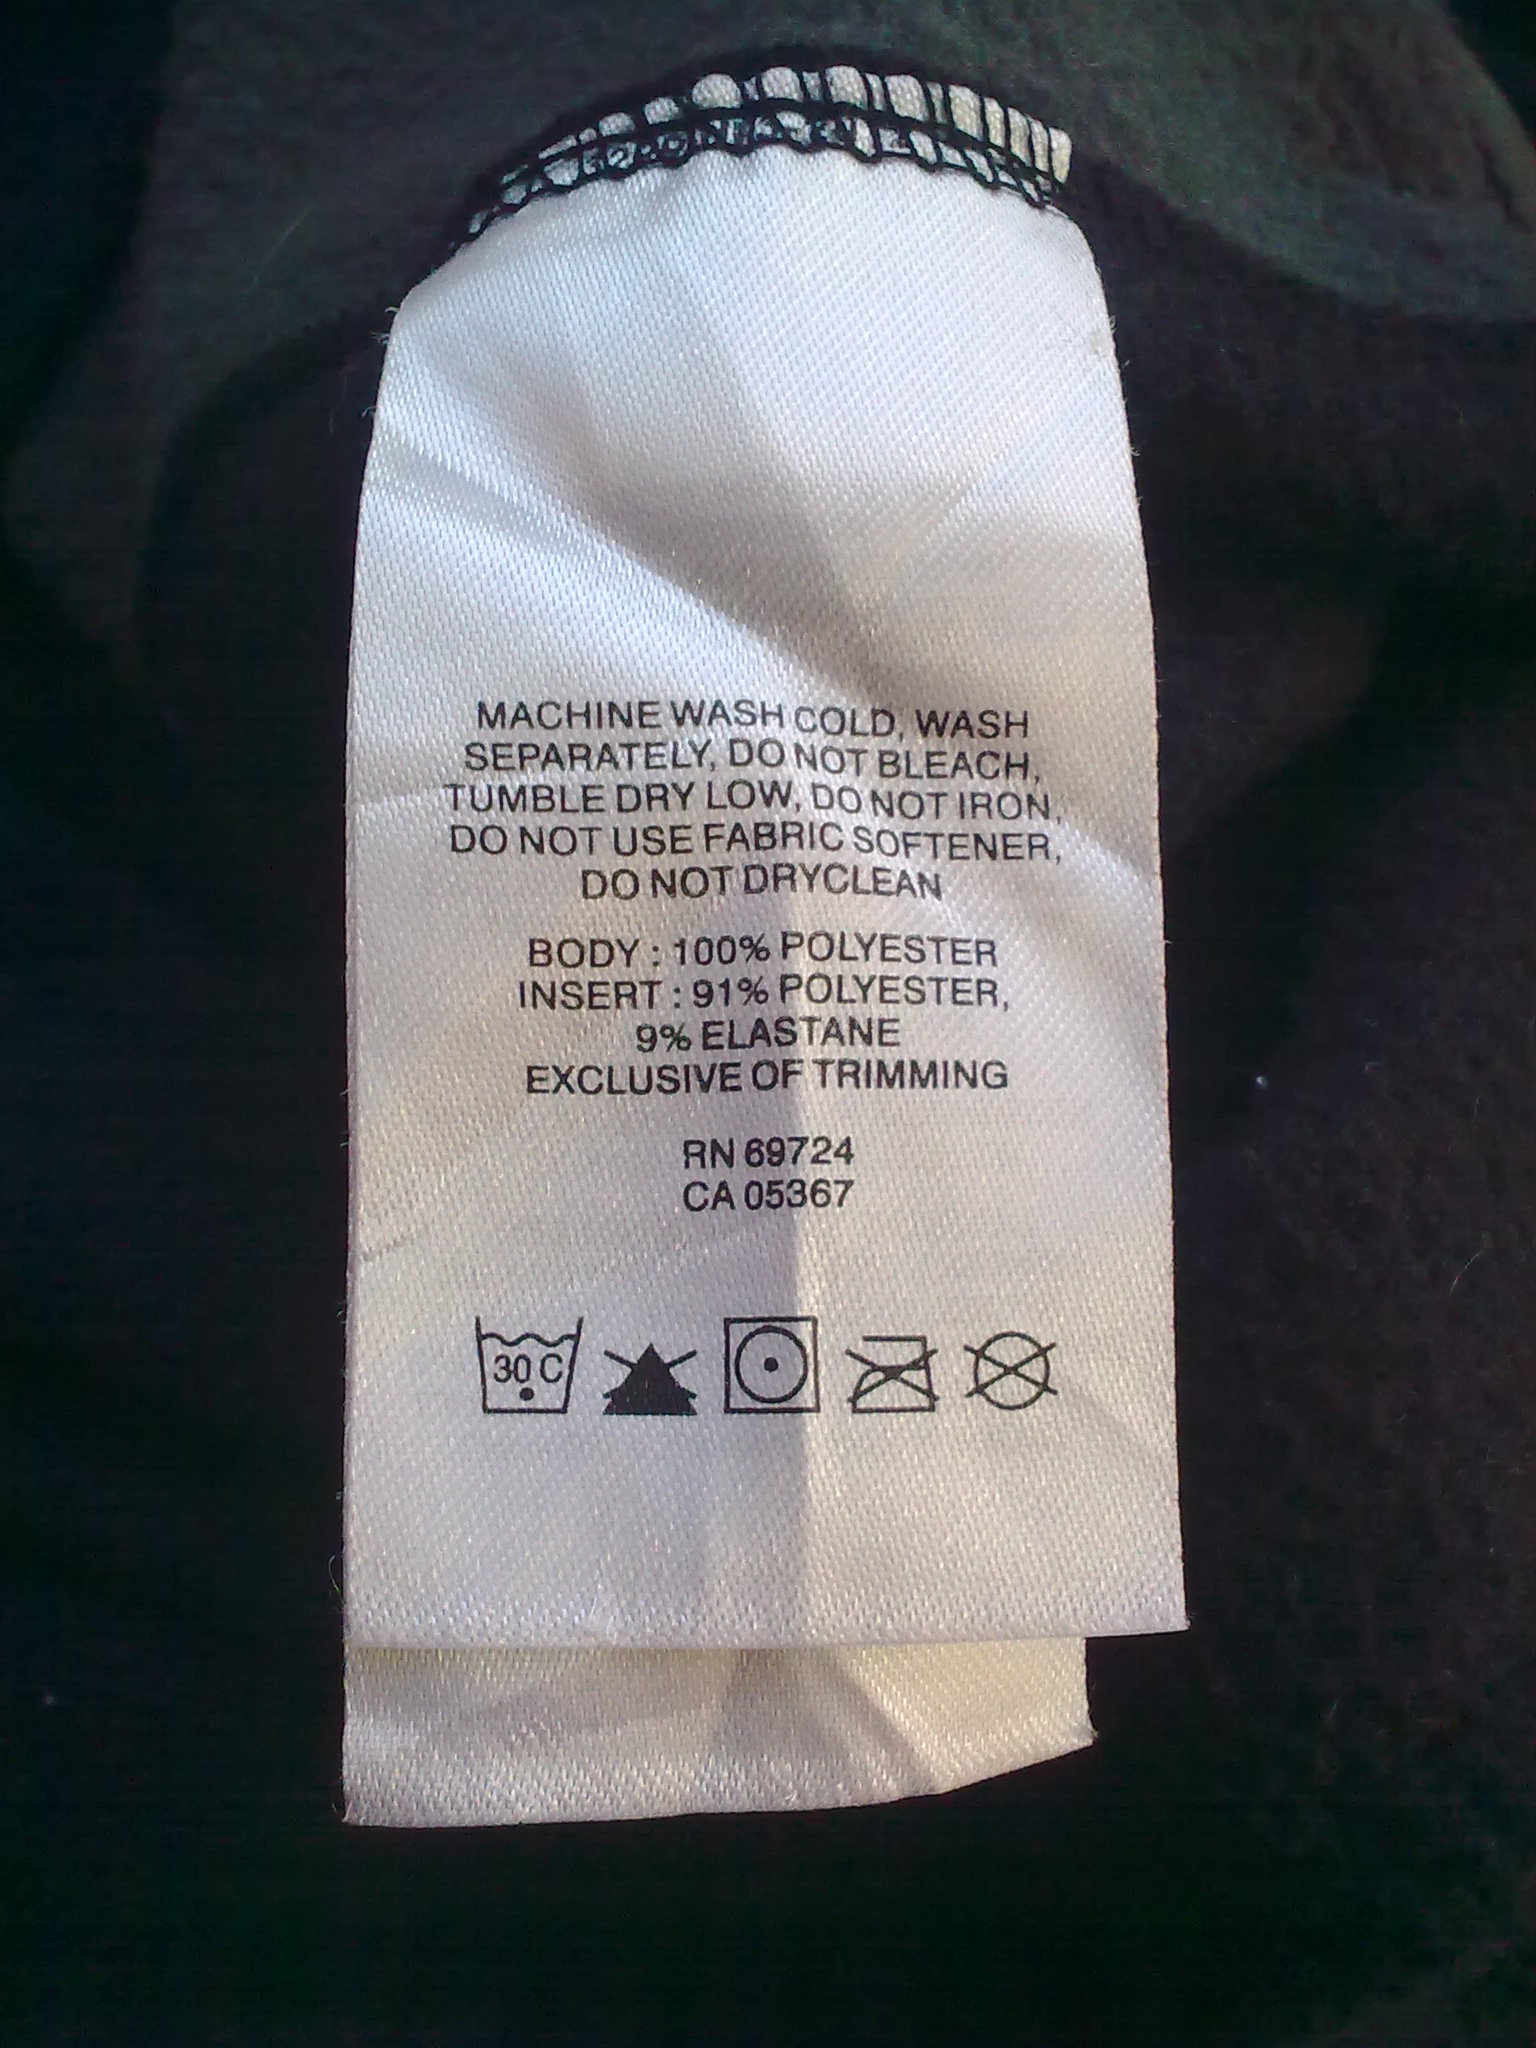 MACHINE WASH COLD, WASH
SEPARATELY, DO NOT BLEACH,
TUMBLE DRY LOW, DO NOT IRON,
DO NOT USE FABRIC SOFTENER,
DO NOT DRYCLEAN
BODY : 100% POLYESTER
INSERT : 91% POLYESTER,
9% ELASTANE
EXCLUSIVE OF TRIMMING
RN 69724
CA 05367
30 C